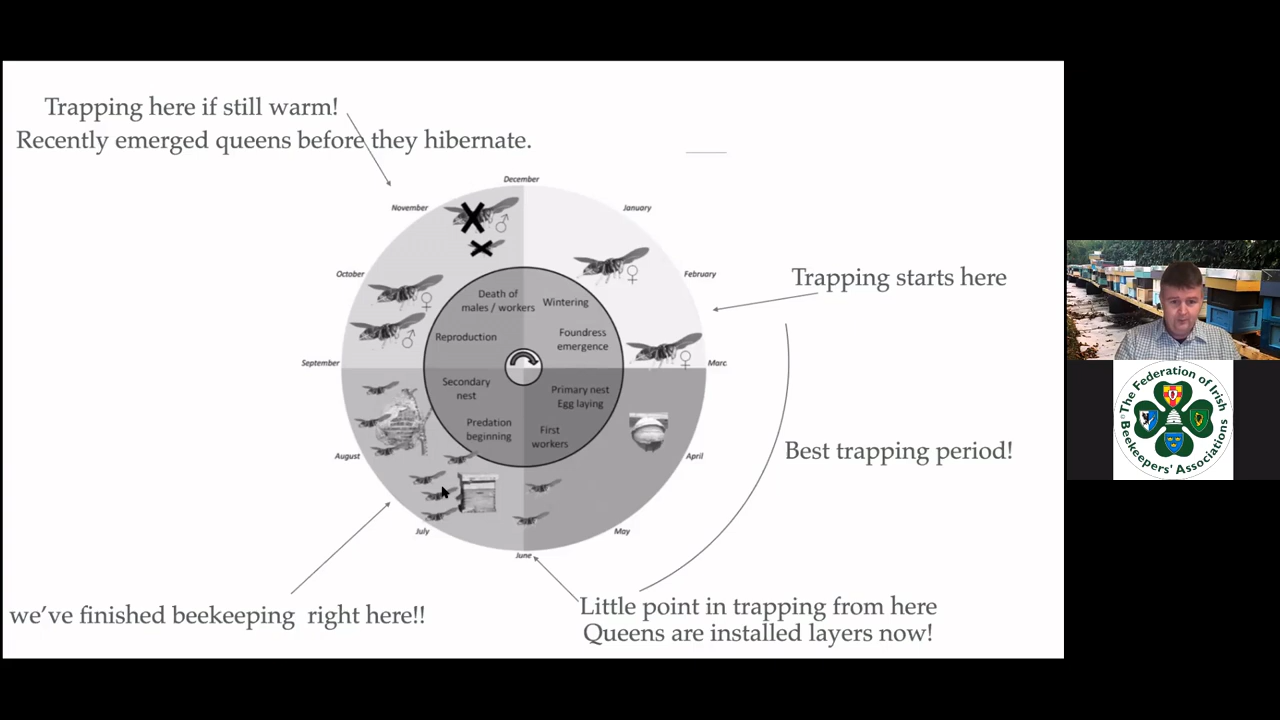 Trapping here if still warm!
Recently emerged queens before they hibernate.
December
November
January
October
February
Death of
males / workers
Wintering
Trapping starts here
Reproduction
Foundress
emergence
September
Marc
Secondary
nest
Primary nest
Egg laying
Predation
beginning
First
workers
August
April
Best trapping period!
July
May
June
we've finished beekeeping right here!!
Little point in trapping from here
Queens are installed layers now!
The Federation of Irish
Beekeepers' Associations